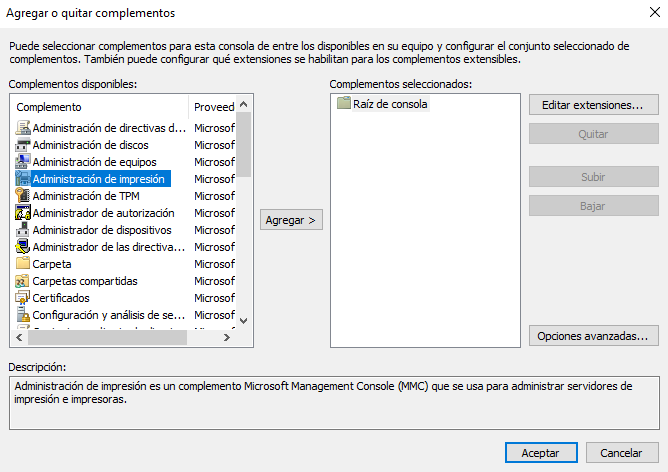 Agregar o quitar complementos
Puede seleccionar complementos para esta consola de entre los disponibles en su equipo y configurar el conjunto seleccionado de
complementos. También puede configurar qué extensiones se habilitan para los complementos extensibles.
Complementos disponibles:
Complemento Proveed
Administración de directivas d... Microsof
Administración de discos Microsof
Administración de equipos Microsof
Administración de impresión Microsof
Administración de TPM Microsof
Administrador de autorización Microsof
Administrador de dispositivos Microsof
Administrador de las directiva... Microsof
Carpeta Microsof
Carpetas compartidas Microsof
Certificados Microsof
Configuración y análisis de se... Microsof
Agregar >
Complementos seleccionados:
Raíz de consola
Editar extensiones...
Quitar
Subir
Bajar
Opciones avanzadas...
Descripción:
Administración de impresión es un complemento Microsoft Management Console (MMC) que se usa para administrar servidores de
impresión e impresoras.
Aceptar
Cancelar